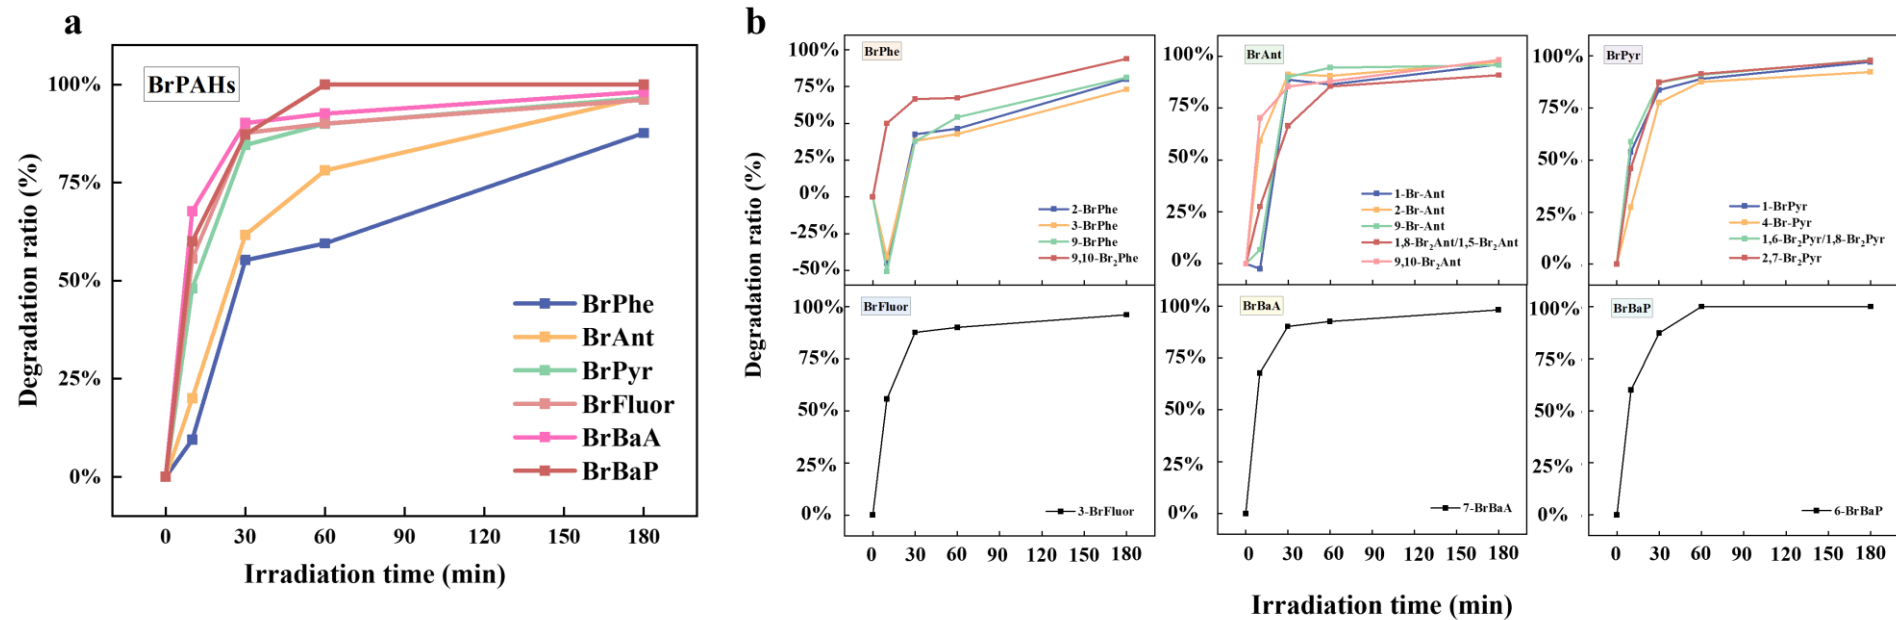 a
BrPAHs
100%
75%
50%
25%
0%
Degradation ratio (%)
BrPhe
BrAnt
BrPyr
BrFluor
BrBaA
BrBaP
0 30 60 90 120 150 180
Irradiation time (min)
b
Degradation ratio (%)
BrPhe
100%
75%
50%
25%
0%
-25%
-50%
2-BrPhe
3-BrPhe
9-BrPhe
9,10-Br₂Phe
BrAnt
100%
75%
50%
25%
0%
1-Br-Ant
2-Br-Ant
9-Br-Ant
1,8-Br₂Ant/1,5-Br₂Ant
9,10-Br₂Ant
BrPyr
100%
75%
50%
25%
0%
1-BrPyr
4-Br-Pyr
1,6-Br₂Pyr/1,8-Br₂Pyr
2,7-Br₂Pyr
BrFluor
100%
75%
50%
25%
0%
3-BrFluor
0 30 60 90 120 150 180
BrBaA
100%
75%
50%
25%
0%
7-BrBaA
0 30 60 90 120 150 180
BrBaP
100%
75%
50%
25%
0%
6-BrBaP
0 30 60 90 120 150 180
Irradiation time (min)